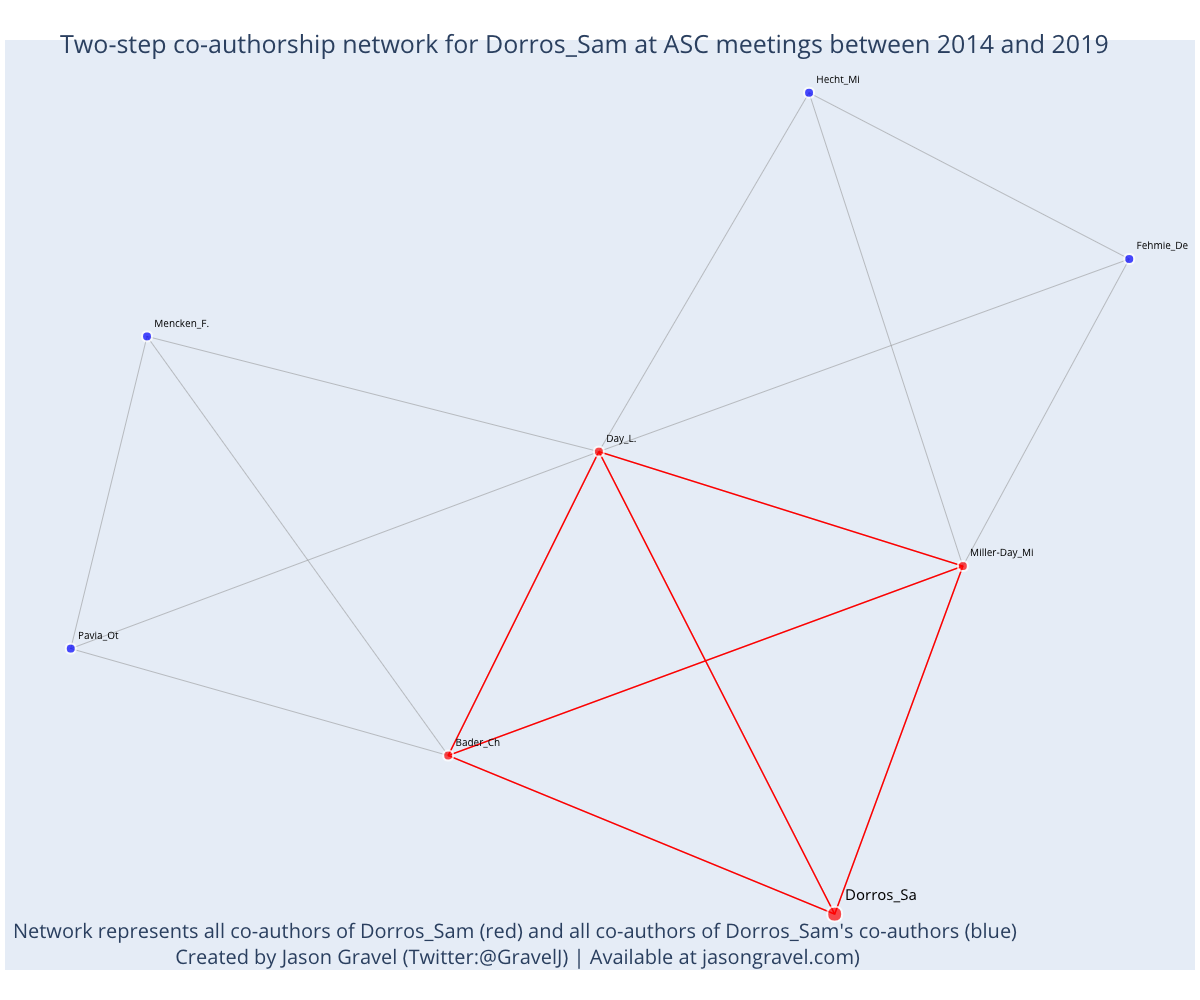 Two-step co-authorship network for Dorros_Sam at ASC meetings between 2014 and 2019
Hecht_Mi
Fehmie_De
Mencken_F.
Day_L.
Miller-Day_Mi
Pavia_Ot
Bader_Ch
Dorros_Sa
Network represents all co-authors of Dorros_Sam (red) and all co-authors of Dorros_Sam's co-authors (blue)
Created by Jason Gravel (Twitter:@GravelJ) | Available at jasongravel.com)